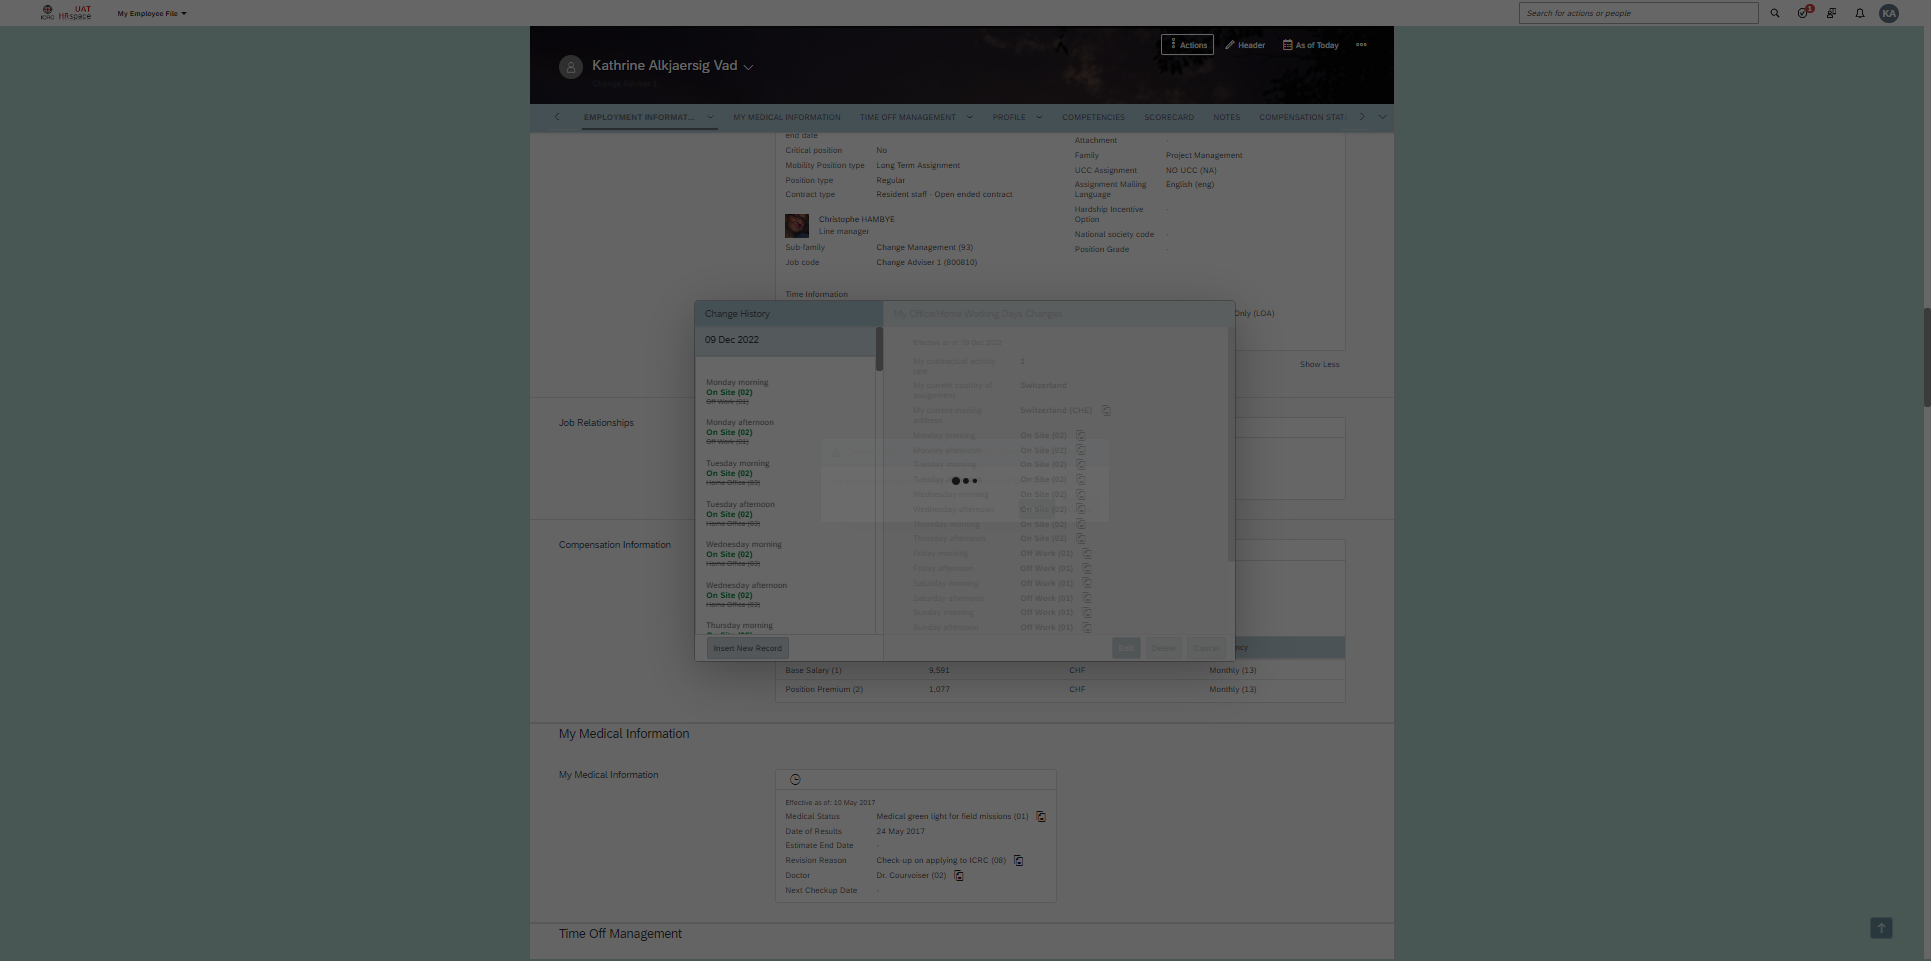 ICRC
UAT
HRspace
My Employee File
Search for actions or people
1
KA
Actions
Header
As of Today
Kathrine Alkjaersig Vad
Change Adviser 1
EMPLOYMENT INFORMAT...
MY MEDICAL INFORMATION
TIME OFF MANAGEMENT
PROFILE
COMPETENCIES
SCORECARD
NOTES
COMPENSATION STAT
end date
Critical position No
Mobility Position type Long Term Assignment
Position type Regular
Contract type Resident staff - Open ended contract
Christophe HAMBYE
Line manager
Sub-family Change Management (93)
Job code Change Adviser 1 (800810)
Attachment -
Family Project Management
UCC Assignment NO UCC (NA)
Assignment Mailing Language English (eng)
Hardship Incentive Option -
National society code -
Position Grade -
Time Information
Only (LOA)
Show Less
Change History
09 Dec 2022
Monday morning
On Site (02)
Off Work (01)
Monday afternoon
On Site (02)
Off Work (01)
Tuesday morning
On Site (02)
Home Office (03)
Tuesday afternoon
On Site (02)
Home Office (03)
Wednesday morning
On Site (02)
Home Office (03)
Wednesday afternoon
On Site (02)
Home Office (03)
Thursday morning
Insert New Record
My Office/Home Working Days Changes
Effective as of: 09 Dec 2022
My contractual activity rate 1
My current country of assignment Switzerland
My current morning address Switzerland (CHE)
Monday morning On Site (02)
Monday afternoon On Site (02)
Tuesday morning On Site (02)
Tuesday On Site (02)
Wednesday morning On Site (02)
Wednesday afternoon On Site (02)
Thursday morning On Site (02)
Thursday afternoon On Site (02)
Friday morning Off Work (01)
Friday afternoon Off Work (01)
Saturday morning Off Work (01)
Saturday afternoon Off Work (01)
Sunday morning Off Work (01)
Sunday afternoon Off Work (01)
Edit
Delete
Cancel
Job Relationships
Compensation Information
ncy
Base Salary (1) 9,591 CHF Monthly (13)
Position Premium (2) 1,077 CHF Monthly (13)
My Medical Information
My Medical Information
Effective as of: 10 May 2017
Medical Status Medical green light for field missions (01)
Date of Results 24 May 2017
Estimate End Date -
Revision Reason Check-up on applying to ICRC (08)
Doctor Dr. Courvoiser (02)
Next Checkup Date -
Time Off Management